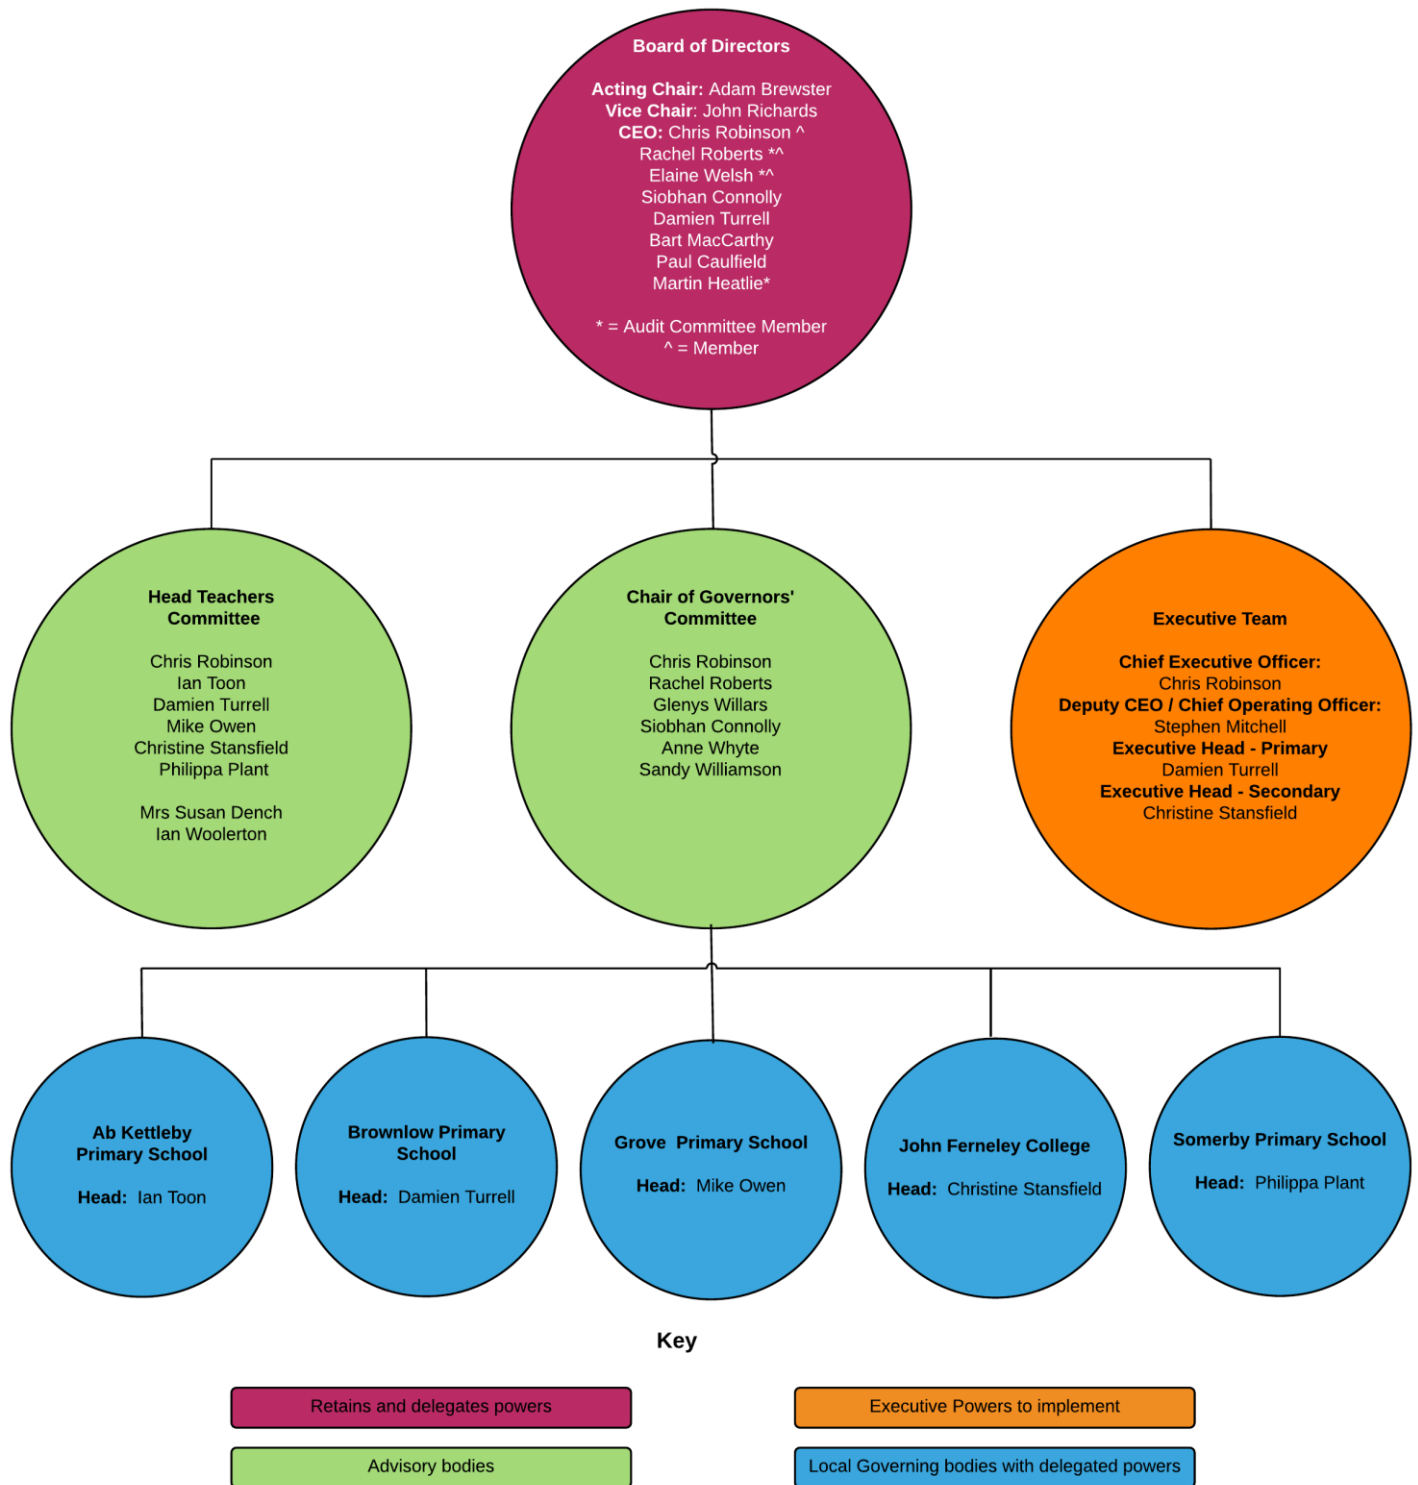 Board of Directors
Acting Chair: Adam Brewster
Vice Chair: John Richards
CEO: Chris Robinson ^
Rachel Roberts *^
Elaine Welsh *^
Siobhan Connolly
Damien Turrell
Bart MacCarthy
Paul Caulfield
Martin Heatlie*
* = Audit Committee Member
^ = Member
Head Teachers
Committee
Chris Robinson
Ian Toon
Damien Turrell
Mike Owen
Christine Stansfield
Philippa Plant
Mrs Susan Dench
Ian Woolerton
Chair of Governors'
Committee
Chris Robinson
Rachel Roberts
Glenys Willars
Siobhan Connolly
Anne Whyte
Sandy Williamson
Executive Team
Chief Executive Officer:
Chris Robinson
Deputy CEO / Chief Operating Officer:
Stephen Mitchell
Executive Head - Primary
Damien Turrell
Executive Head - Secondary
Christine Stansfield
Ab Kettleby
Primary School
Head: Ian Toon
Brownlow Primary
School
Head: Damien Turrell
Grove Primary School
Head: Mike Owen
John Ferneley College
Head: Christine Stansfield
Somerby Primary School
Head: Philippa Plant
Key
Retains and delegates powers
Executive Powers to implement
Advisory bodies
Local Governing bodies with delegated powers